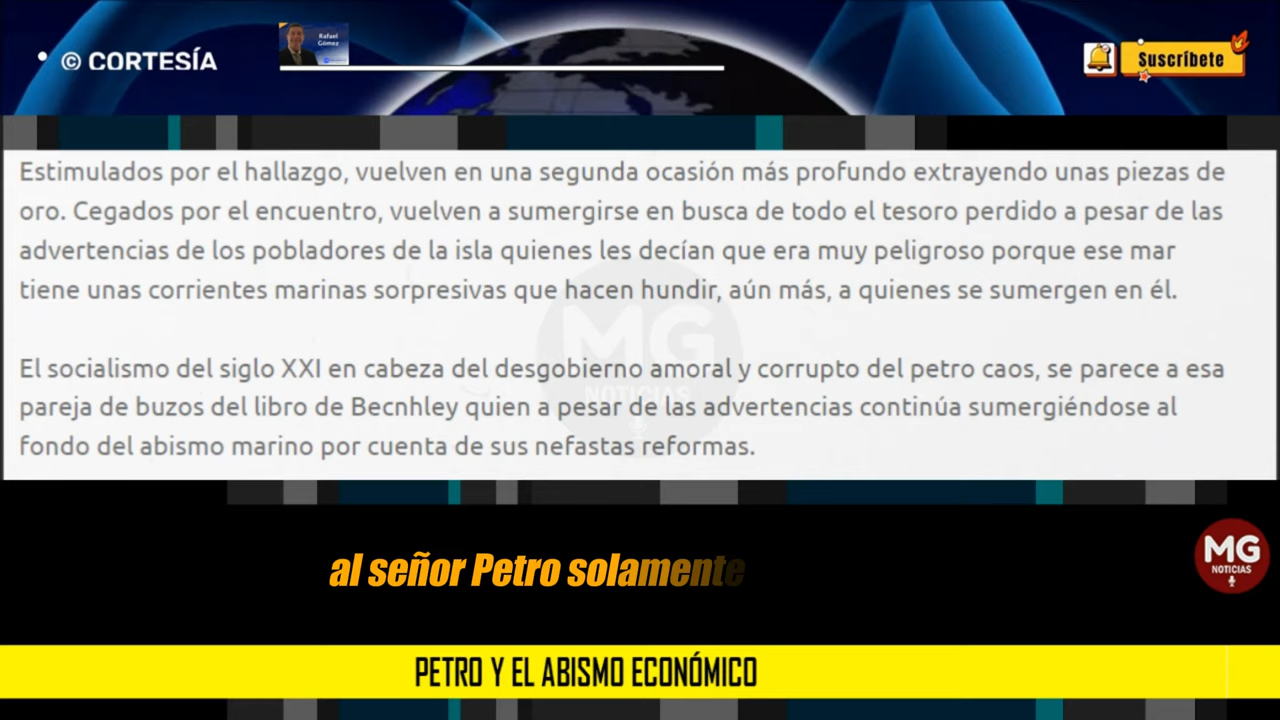 © CORTESÍA
Rafael
Gómez
Suscríbete
Estimulados por el hallazgo, vuelven en una segunda ocasión más profundo extrayendo unas piezas de
oro. Cegados por el encuentro, vuelven a sumergirse en busca de todo el tesoro perdido a pesar de las
advertencias de los pobladores de la isla quienes les decían que era muy peligroso porque ese mar
tiene unas corrientes marinas sorpresivas que hacen hundir, aún más, a quienes se sumergen en él.
El socialismo del siglo XXI en cabeza del desgobierno amoral y corrupto del petro caos, se parece a esa
pareja de buzos del libro de Becnhley quien a pesar de las advertencias continúa sumergiéndose al
fondo del abismo marino por cuenta de sus nefastas reformas.
MG
NOTICIAS
al señor Petro solamente
MG
NOTICIAS
PETRO Y EL ABISMO ECONÓMICO